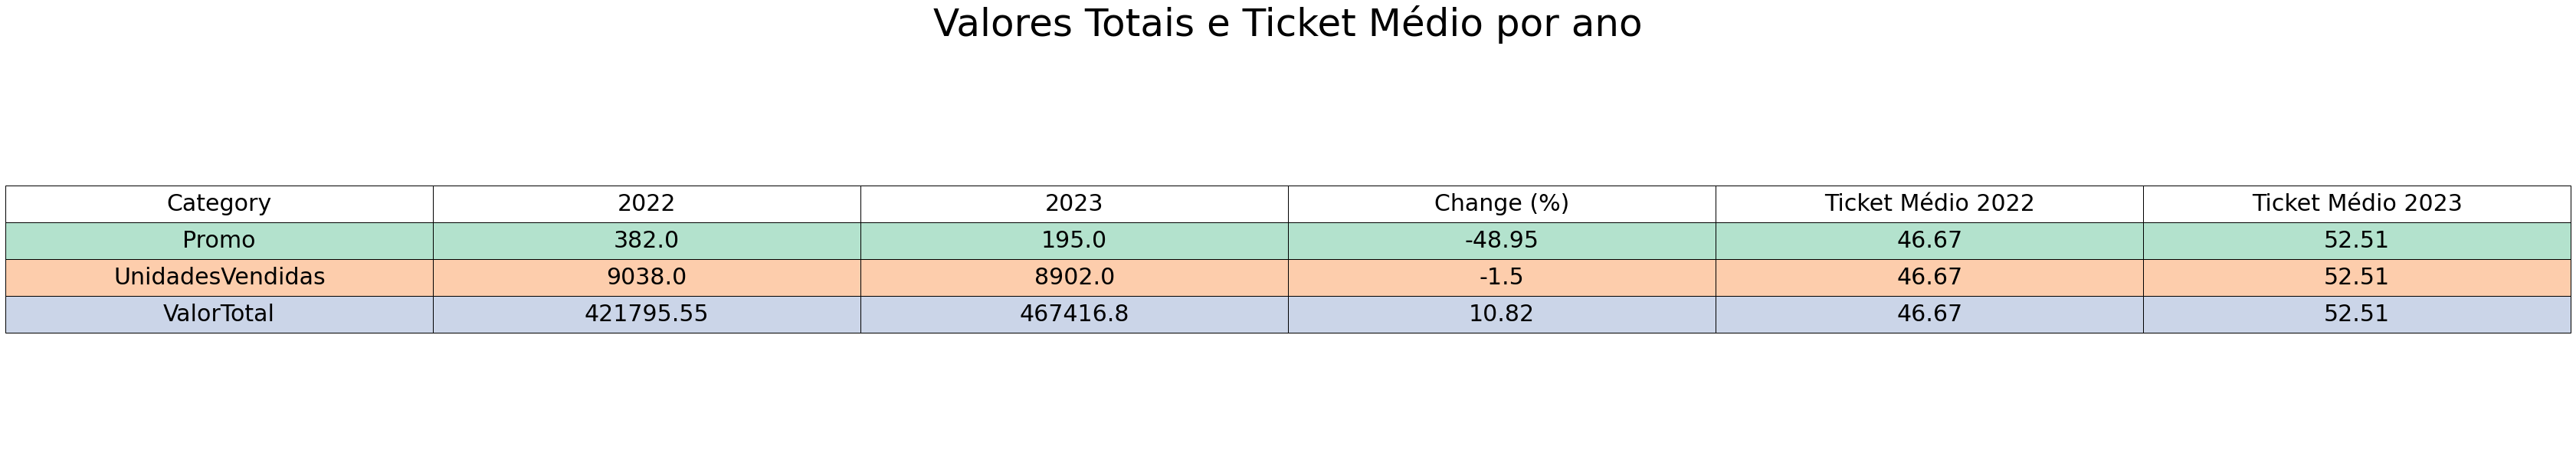 Valores Totais e Ticket Médio por ano
Category 2022 2023 Change (%) Ticket Médio 2022 Ticket Médio 2023
Promo 382.0 195.0 -48.95 46.67 52.51
UnidadesVendidas 9038.0 8902.0 -1.5 46.67 52.51
ValorTotal 421795.55 467416.8 10.82 46.67 52.51